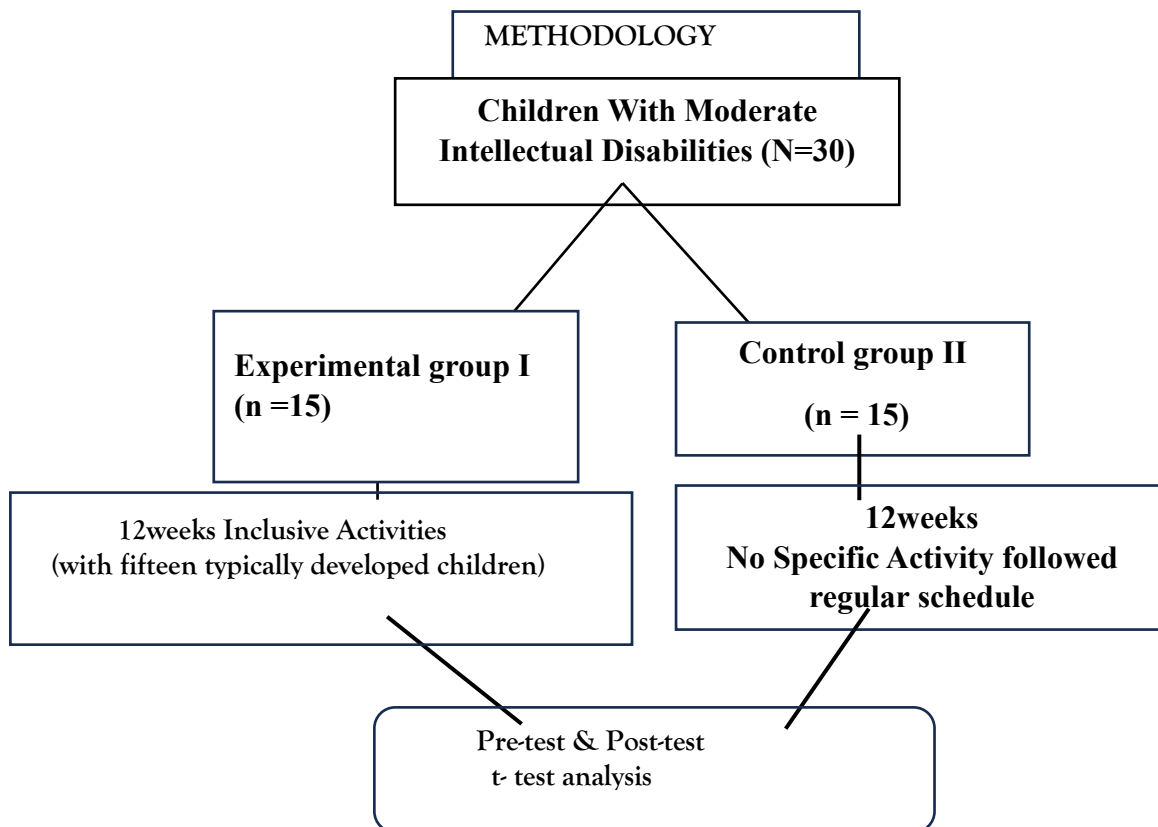 METHODOLOGY
Children With Moderate
Intellectual Disabilities (N=30)
Experimental group I
(n =15)
Control group II
(n = 15)
12weeks Inclusive Activities
(with fifteen typically developed children)
12weeks
No Specific Activity followed
regular schedule
Pre-test & Post-test
t- test analysis